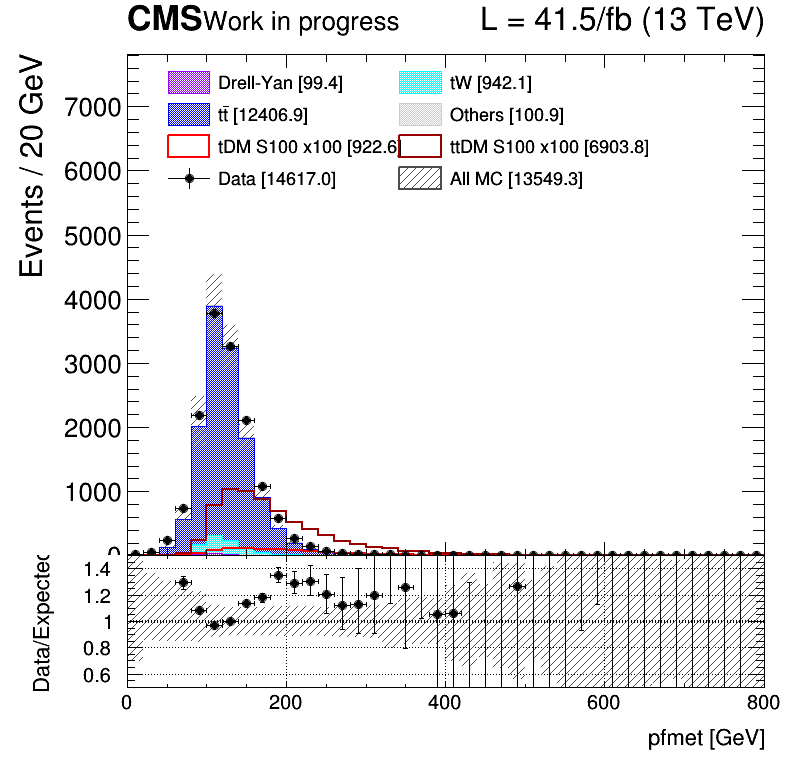 CMS Work in progress L = 41.5/fb (13 TeV)
Events / 20 GeV
Drell-Yan [99.4] tW [942.1]
tt̄ [12406.9] Others [100.9]
tDM S100 x100 [922.6] ttDM S100 x100 [6903.8]
Data [14617.0] All MC [13549.3]
7000
6000
5000
4000
3000
2000
1000
0
Data/Expected
1.4
1.2
1
0.8
0.6
0 200 400 600 800
pfmet [GeV]